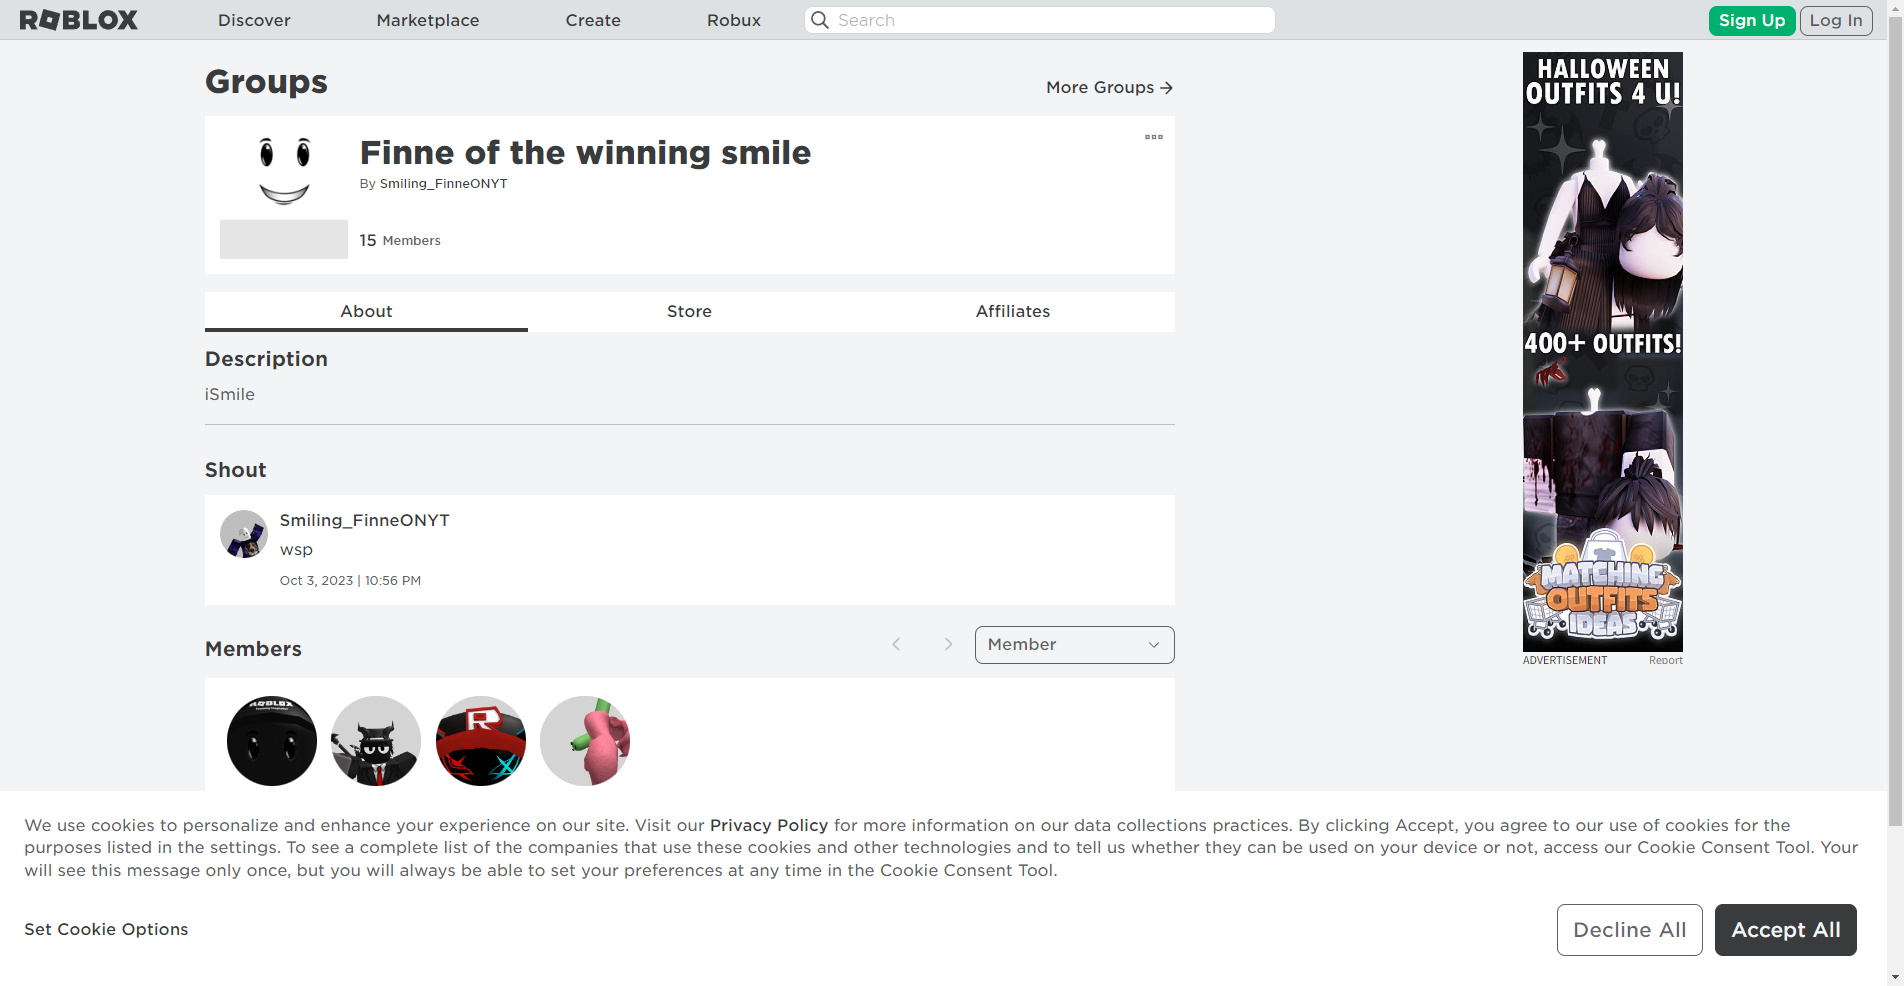 ROBLOX
Discover
Marketplace
Create
Robux
Search
Sign Up
Log In
Groups
More Groups
Finne of the winning smile
By Smiling_FinneONYT
15 Members
About
Store
Affiliates
Description
iSmile
Shout
Smiling_FinneONYT
wsp
Oct 3, 2023 | 10:56 PM
Members
Member
ROBLOX
R
HALLOWEEN
OUTFITS 4 U!
400+ OUTFITS!
MATCHING
OUTFITS
IDEAS
ADVERTISEMENT
Report
We use cookies to personalize and enhance your experience on our site. Visit our Privacy Policy for more information on our data collections practices. By clicking Accept, you agree to our use of cookies for the
purposes listed in the settings. To see a complete list of the companies that use these cookies and other technologies and to tell us whether they can be used on your device or not, access our Cookie Consent Tool. Your
will see this message only once, but you will always be able to set your preferences at any time in the Cookie Consent Tool.
Set Cookie Options
Decline All
Accept All